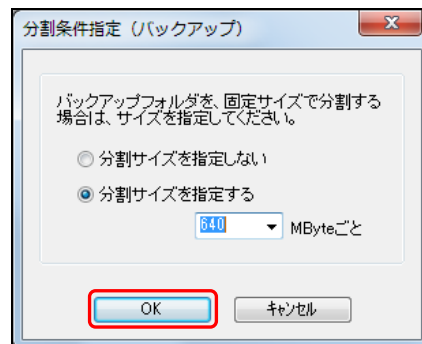 分割条件指定（バックアップ）
バックアップフォルダを、固定サイズで分割する
場合は、サイズを指定してください。
分割サイズを指定しない
分割サイズを指定する
640 MByteごと
OK キャンセル